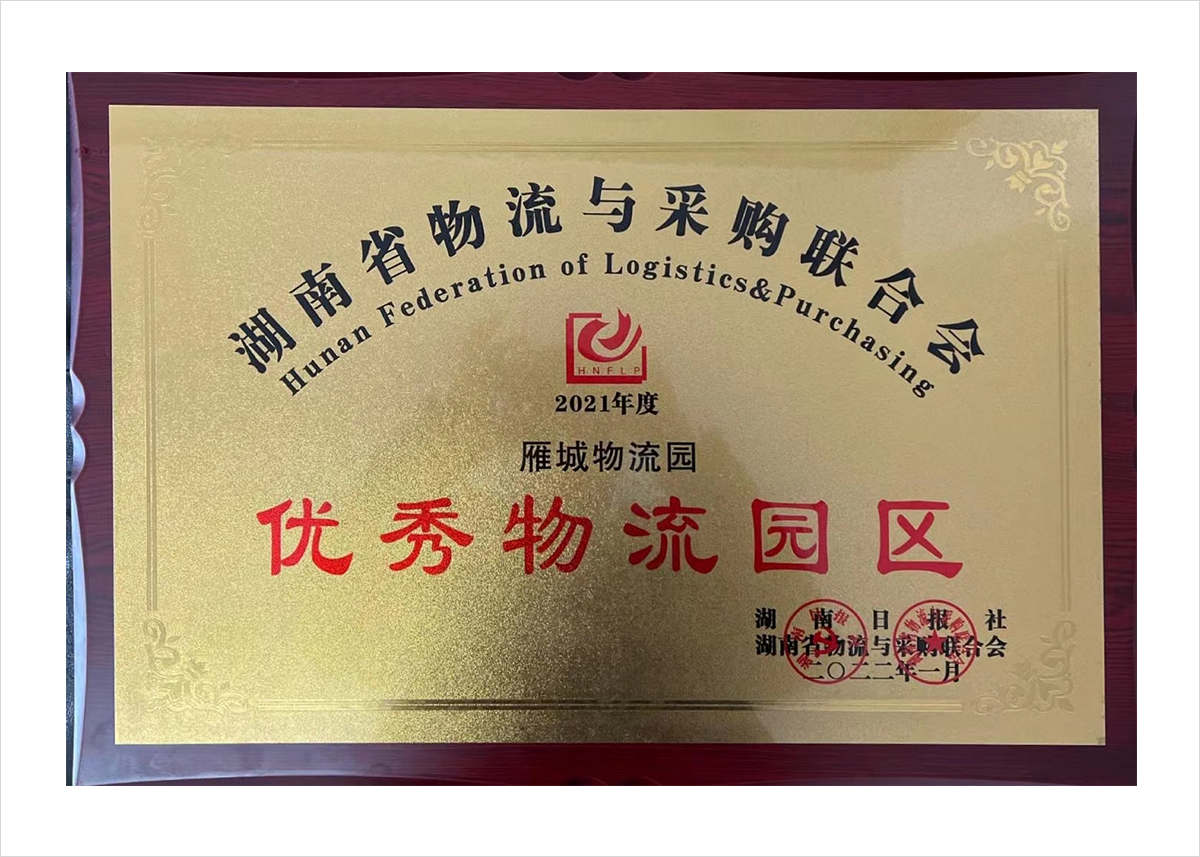 湖南省物流与采购联合会
Hunan Federation of Logistics&Purchasing
HNFLP
2021年度
雁城物流园
优秀物流园区
湖南日报社
湖南省物流与采购联合会
二〇二二年一月